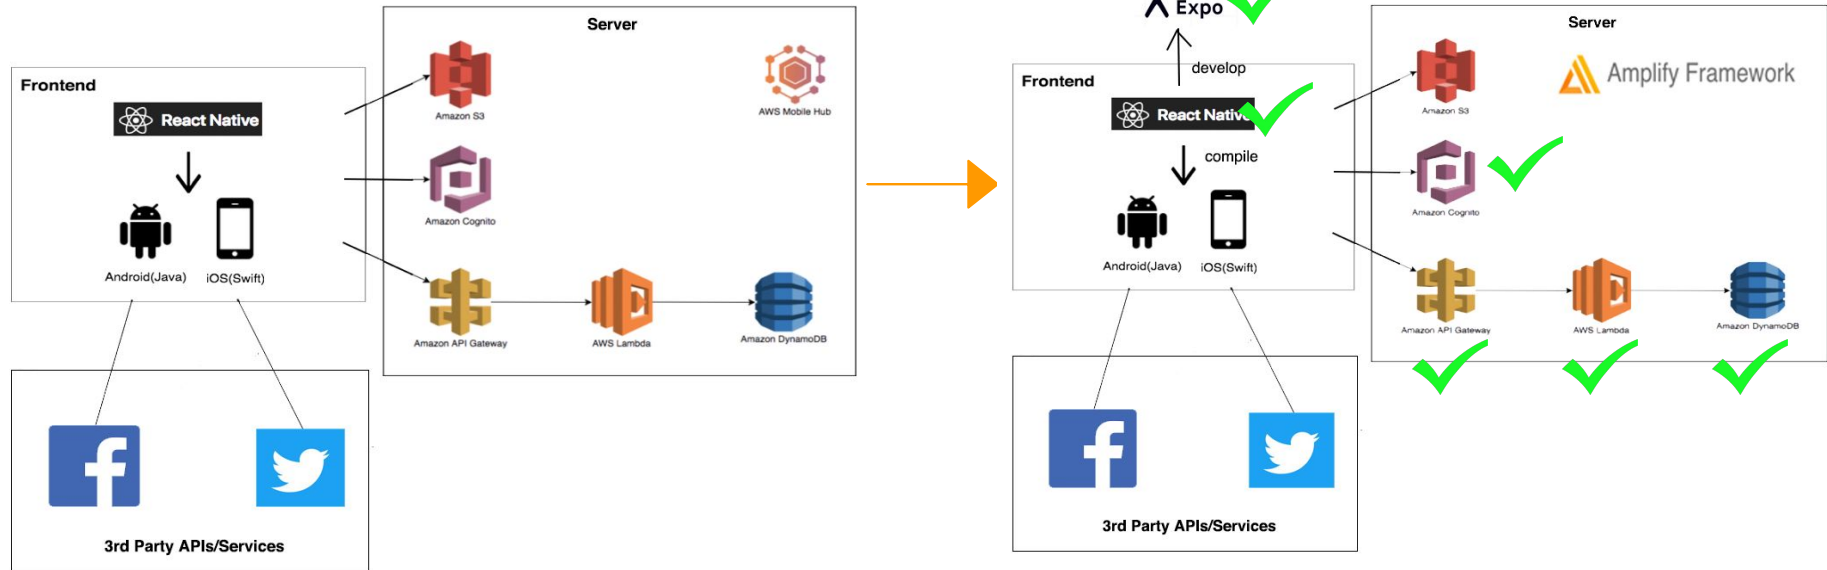 Server
Frontend
React Native
Amazon S3
AWS Mobile Hub
Amazon Cognito
Android(Java)
iOS(Swift)
Amazon API Gateway
AWS Lambda
Amazon DynamoDB
3rd Party APIs/Services
Expo
develop
Server
Amplify Framework
Frontend
React Native
compile
Amazon S3
Amazon Cognito
Android(Java)
iOS(Swift)
Amazon API Gateway
AWS Lambda
Amazon DynamoDB
3rd Party APIs/Services